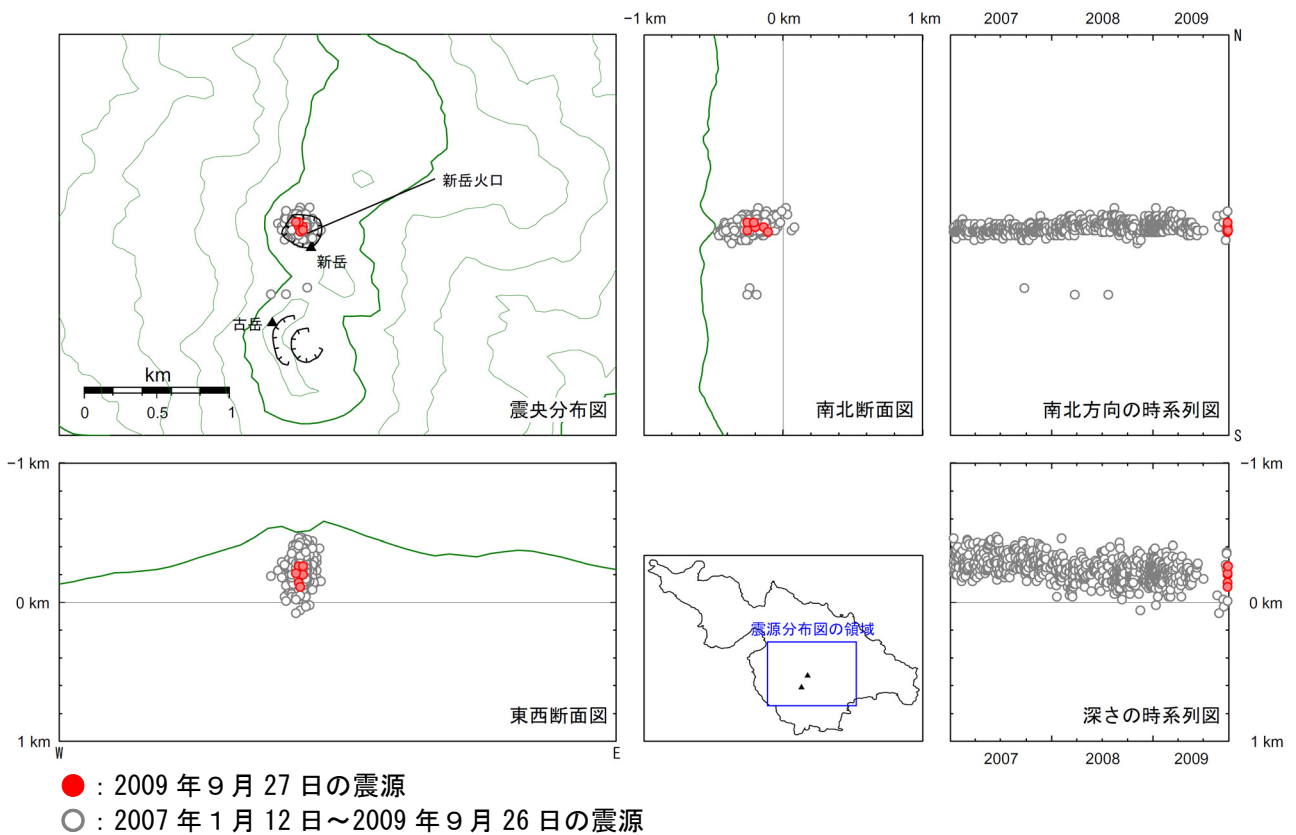 −1 km 0 km 1 km
2007 2008 2009
N
新岳火口
新岳
古岳
km
0 0.5 1
震央分布図
南北断面図
南北方向の時系列図
S
−1 km
0 km
1 km
W E
東西断面図
震源分布図の領域
−1 km
0 km
1 km
深さの時系列図
2007 2008 2009
：2009 年９月 27 日の震源
：2007 年１月 12 日～2009 年９月 26 日の震源